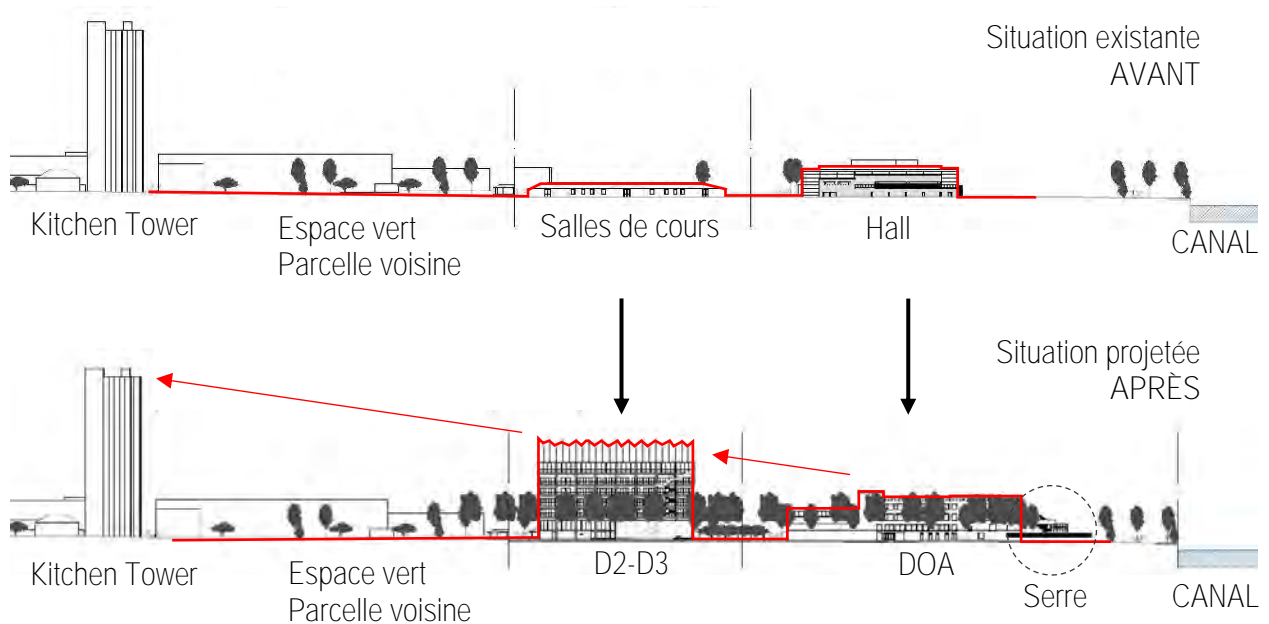 Situation existante
AVANT
Kitchen Tower
Espace vert
Parcelle voisine
Salles de cours
Hall
CANAL
Situation projetée
APRÈS
Kitchen Tower
Espace vert
Parcelle voisine
D2-D3
DOA
Serre
CANAL